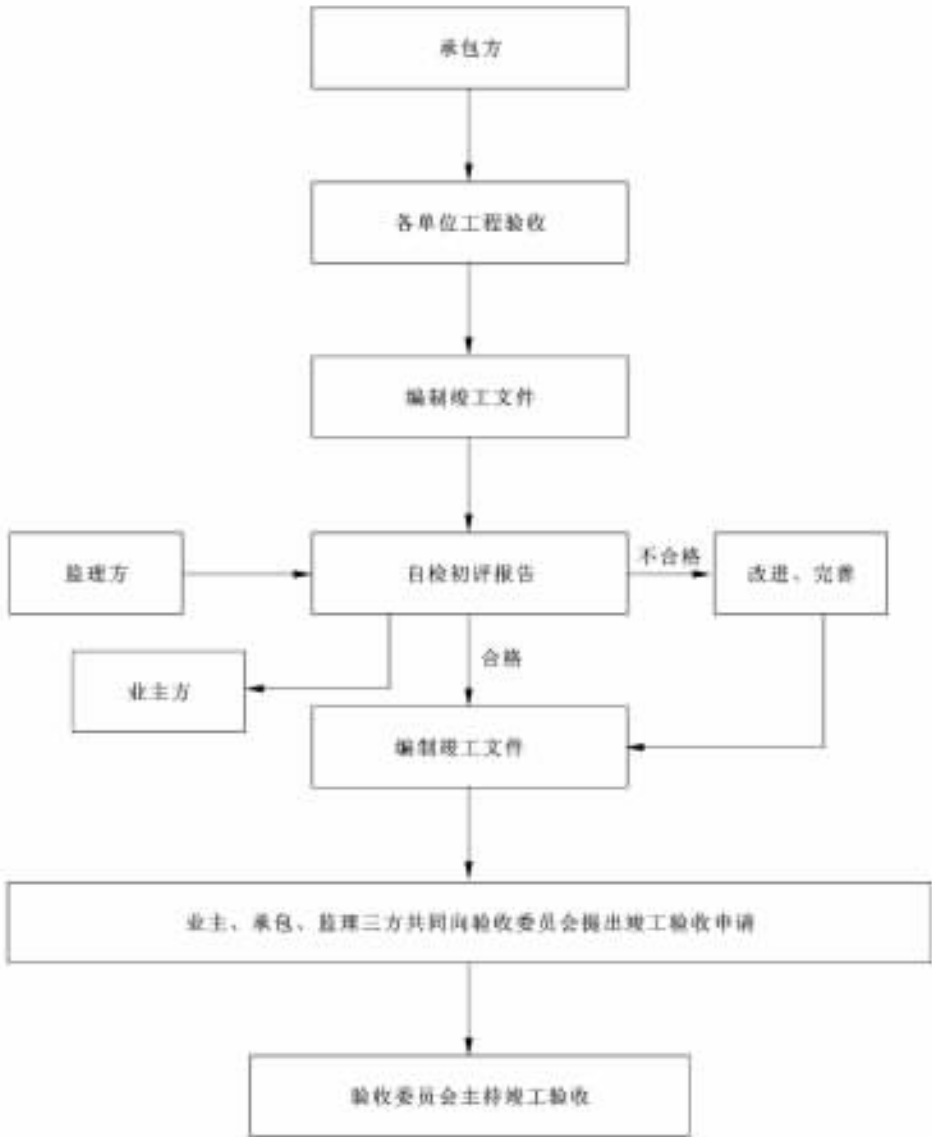 承包方
各单位工程验收
编制竣工文件
监理方
自检初评报告
不合格
改进、完善
合格
业主方
编制竣工文件
业主、承包、监理三方共同向验收委员会提出竣工验收申请
验收委员会主持竣工验收